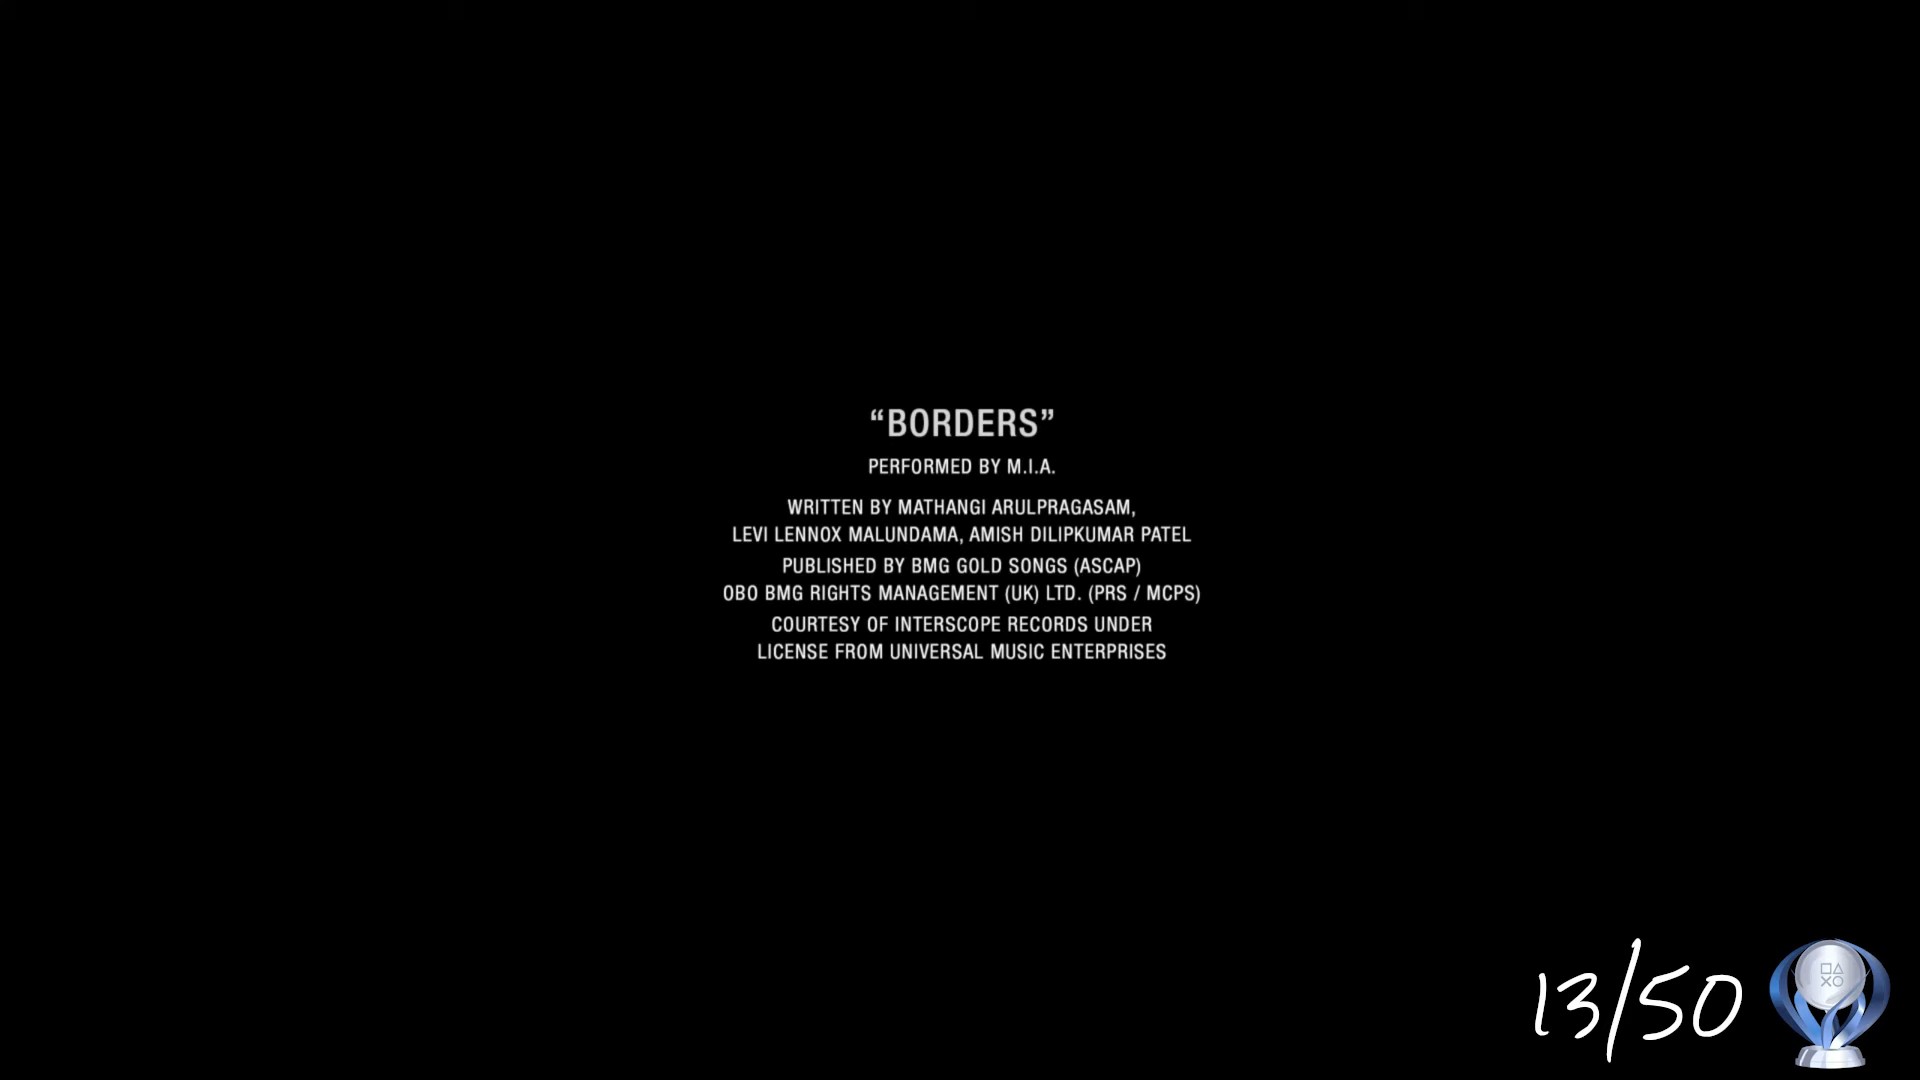 “BORDERS”
PERFORMED BY M.I.A.
WRITTEN BY MATHANGI ARULPRAGASAM,
LEVI LENNOX MALUNDAMA, AMISH DILIPKUMAR PATEL
PUBLISHED BY BMG GOLD SONGS (ASCAP)
OBO BMG RIGHTS MANAGEMENT (UK) LTD. (PRS / MCPS)
COURTESY OF INTERSCOPE RECORDS UNDER
LICENSE FROM UNIVERSAL MUSIC ENTERPRISES
13/50